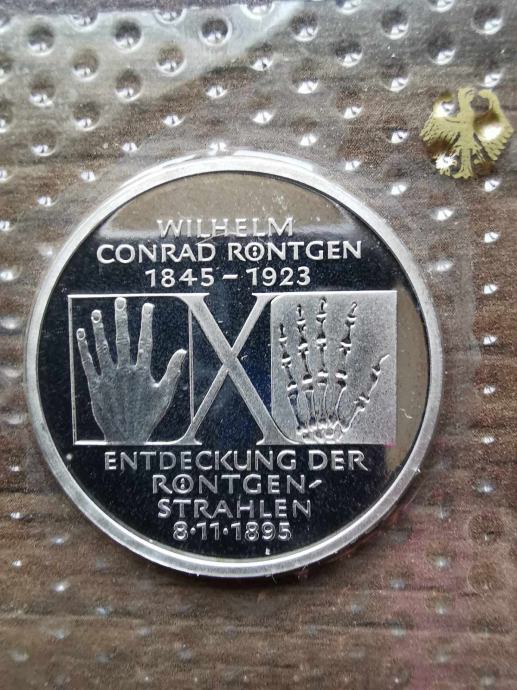 WILHELM
CONRAD RÖNTGEN
1845 - 1923
X
ENTDECKUNG DER
RÖNTGEN-
STRAHLEN
8·11·1895